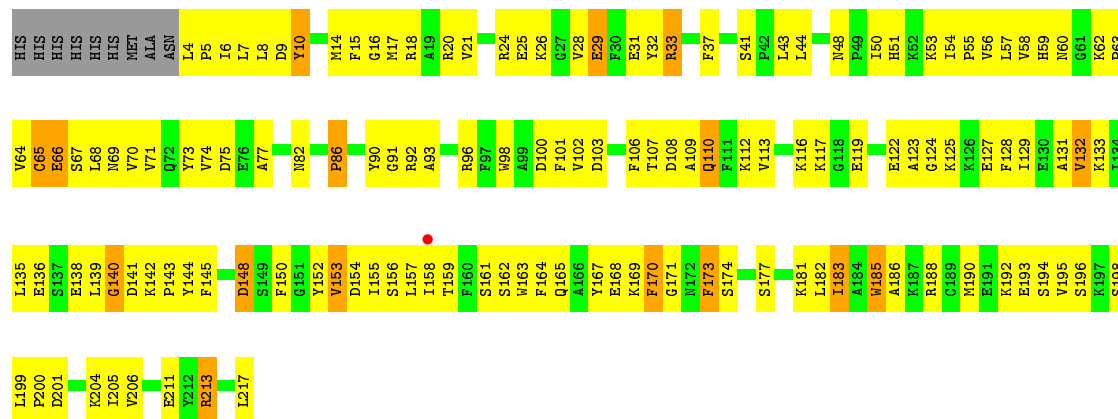 HIS HIS HIS HIS HIS HIS MET ALA ASN L4 P5 I6 L7 L8 D9 Y10 M14 F15 G16 M17 R18 A19 R20 V21 R24 E25 K26 G27 V28 E29 F30 E31 Y32 R33 F37 S41 P42 L43 L44 N48 P49 I50 H51 K52 K53 I54 P55 V56 L57 V58 H59 N60 G61 K62 P63
V64 C65 E66 S67 L68 N69 V70 V71 Q72 Y73 V74 D75 E76 A77 N82 P86 Y90 G91 R92 A93 R96 F97 W98 A99 D100 F101 V102 D103 F106 T107 D108 A109 Q110 F111 K112 V113 K116 K117 G118 E119 E122 A123 G124 K125 K126 E127 F128 I129 E130 A131 V132 K133 I134
L135 E136 S137 E138 L139 G140 D141 K142 P143 Y144 F145 D148 S149 F150 G151 Y152 V153 D154 I155 S156 L157 I158 T159 F160 S161 S162 W163 F164 Q165 A166 Y167 E168 K169 F170 G171 N172 F173 S174 S177 K181 L182 I183 A184 W185 A186 K187 R188 C189 M190 E191 K192 E193 S194 V195 S196 K197 S198
L199 P200 D201 K204 I205 V206 E211 Y212 R213 L217